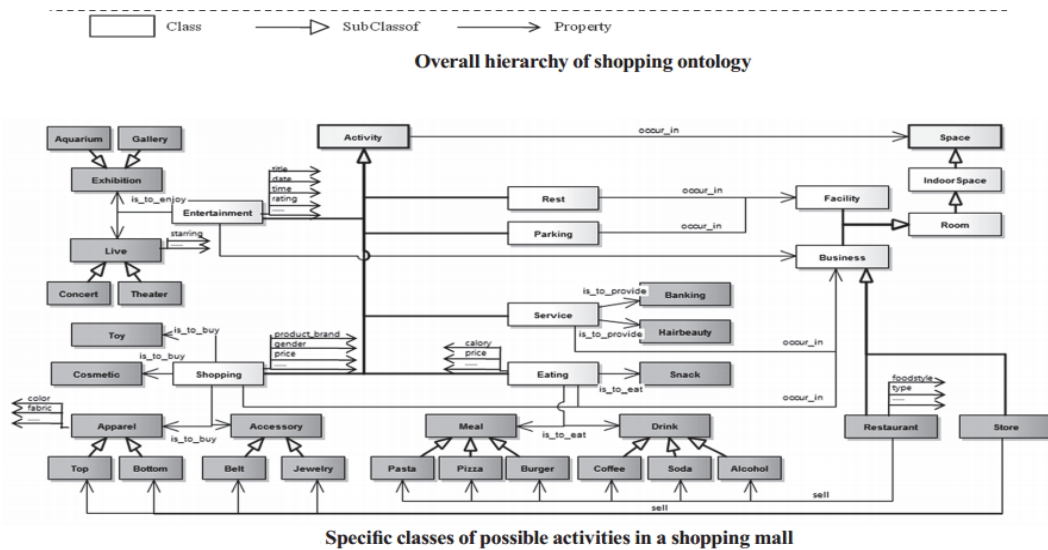 Class
SubClassof
Property
Overall hierarchy of shopping ontology
Aquarium
Gallery
Activity
occur_in
Space
Exhibition
title
date
time
rating
.....
is_to_enjoy
Entertainment
Rest
occur_in
Facility
IndoorSpace
Parking
occur_in
Room
starring
.....
Live
Business
Concert
Theater
is_to_provide
Banking
Service
is_to_provide
Hairbeauty
Toy
is_to_buy
product_brand
gender
price
.....
occur_in
calory
price
.....
is_to_buy
Cosmetic
Shopping
Eating
Snack
is_to_eat
foodstyle
type
.....
color
fabric
.....
occur_in
Apparel
is_to_buy
Accessory
Meal
is_to_eat
Drink
Restaurant
Store
Top
Bottom
Belt
Jewelry
Pasta
Pizza
Burger
Coffee
Soda
Alcohol
sell
sell
Specific classes of possible activities in a shopping mall